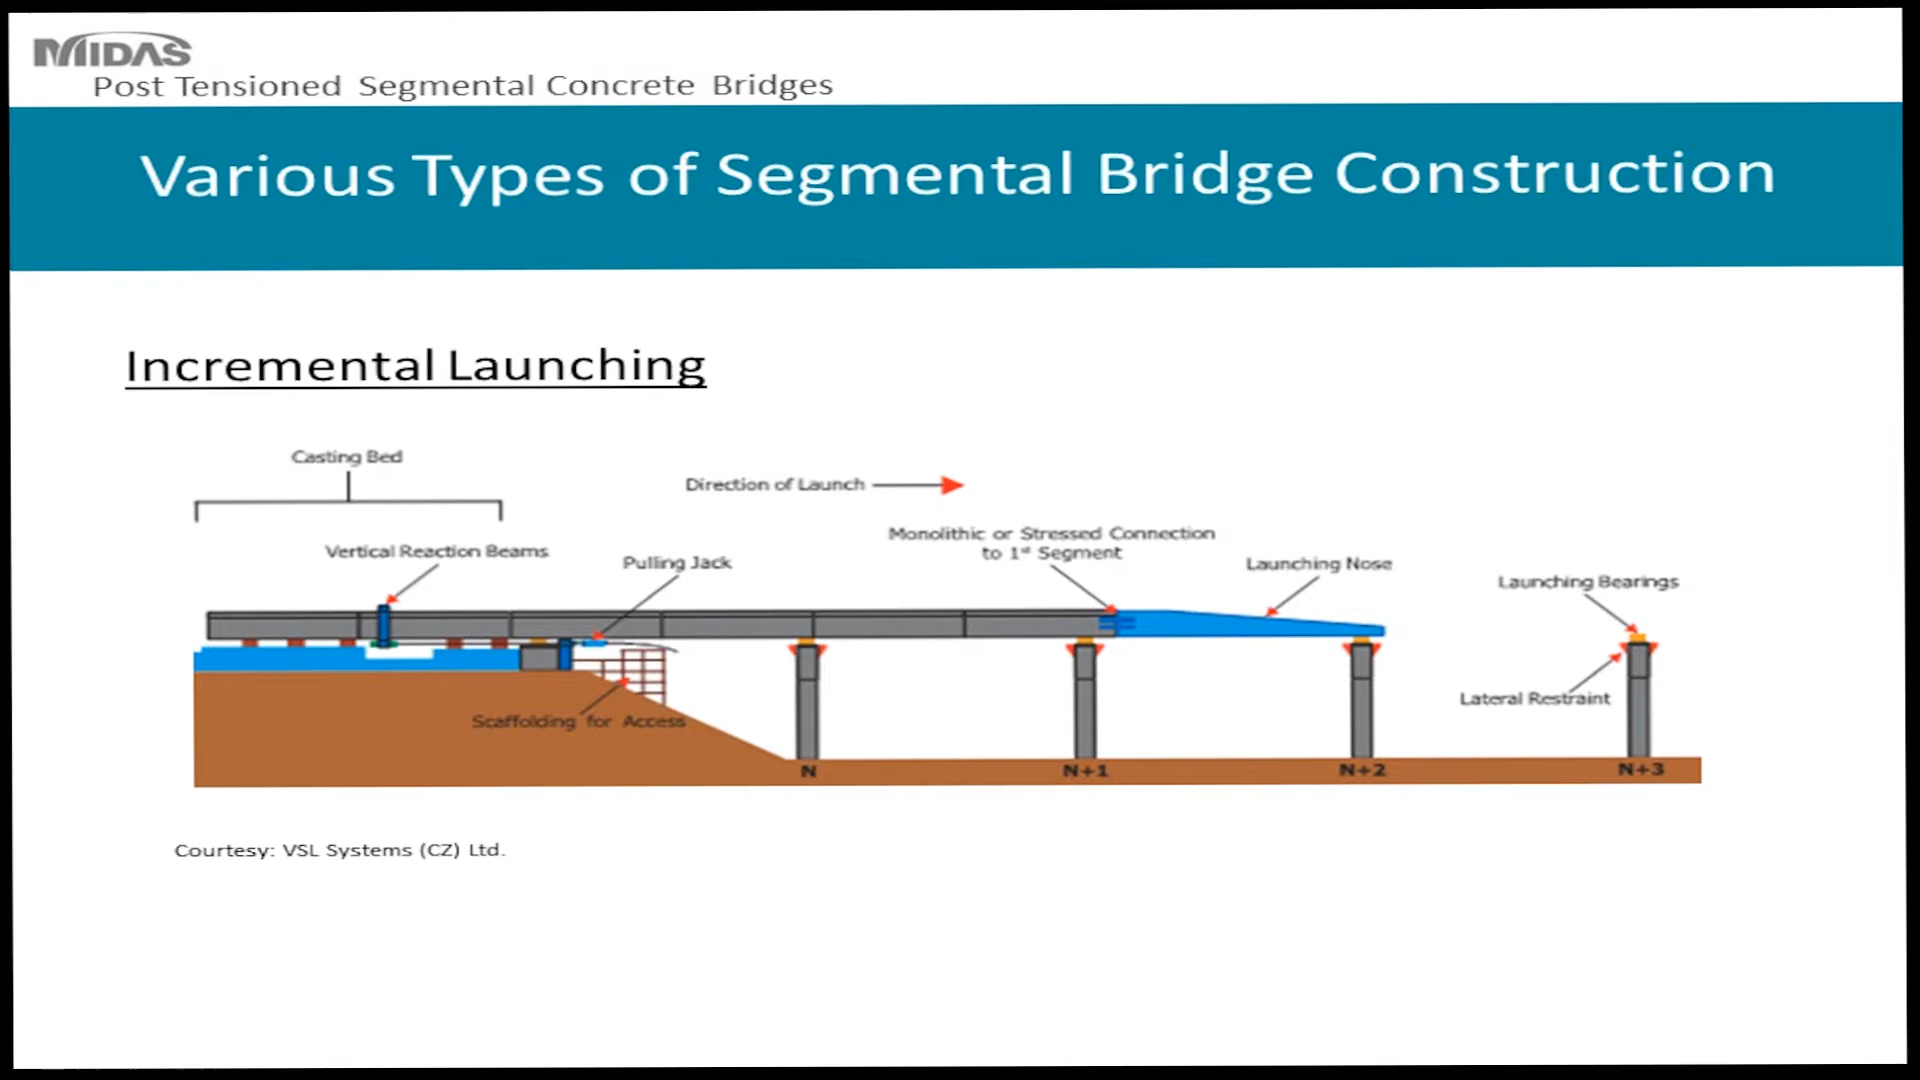 MIDAS
Post Tensioned Segmental Concrete Bridges
Various Types of Segmental Bridge Construction
Incremental Launching
Casting Bed
Direction of Launch
Monolithic or Stressed Connection
to 1st Segment
Vertical Reaction Beams
Pulling Jack
Launching Nose
Launching Bearings
Lateral Restraint
Scaffolding for Access
N
N+1
N+2
N+3
Courtesy: VSL Systems (CZ) Ltd.